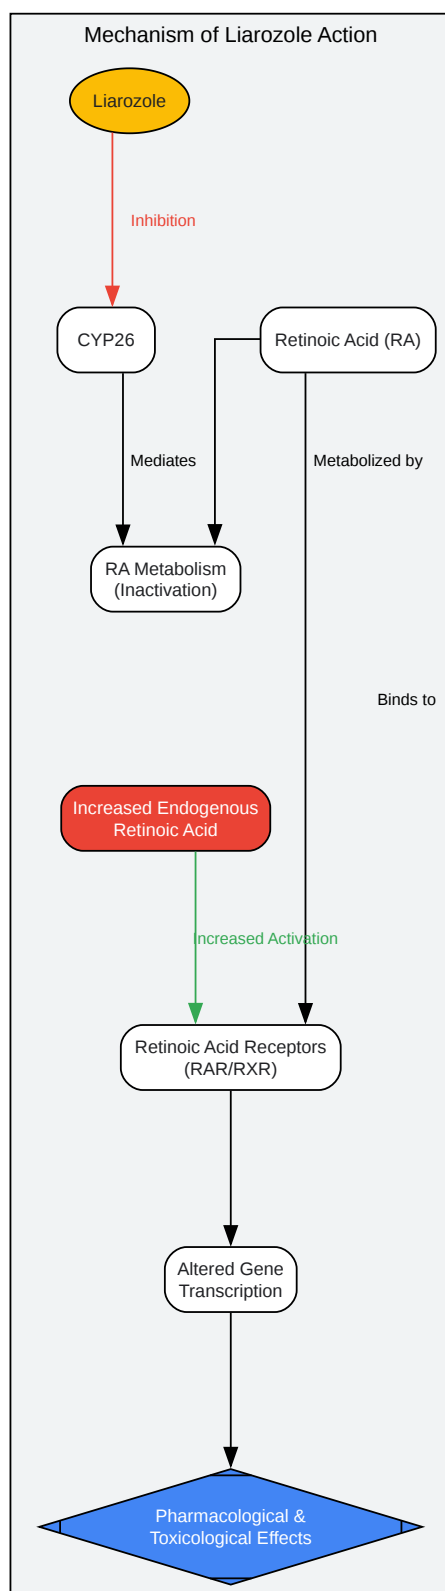 Mechanism of Liarozole Action
Liarozole
Inhibition
CYP26
Retinoic Acid (RA)
Mediates
Metabolized by
RA Metabolism
(Inactivation)
Binds to
Increased Endogenous
Retinoic Acid
Increased Activation
Retinoic Acid Receptors
(RAR/RXR)
Altered Gene
Transcription
Pharmacological &
Toxicological Effects